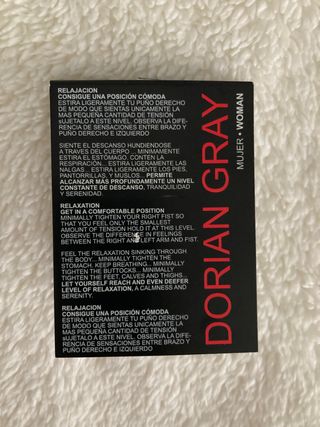 RELAJACION
CONSIGUE UNA POSICIÓN CÓMODA
ESTIRA LIGERAMENTE TU PUÑO DERECHO
DE MODO QUE SIENTAS UNICAMENTE LA
MAS PEQUEÑA CANTIDAD DE TENSIÓN
sUJETALO A ESTE NIVEL. OBSERVA LA DIFE-
RENCIA DE SENSACIONES ENTRE BRAZO Y
PUÑO DERECHO E IZQUIERDO
SIENTE EL DESCANSO HUNDIENDOSE
A TRAVES DEL CUERPO... MINIMAMENTE
ESTIRA EL ESTÓMAGO. CONTEN LA
RESPIRACIÓN... ESTIRA LIGERAMENTE LAS
NALGAS... ESTIRA LIGERAMENTE LOS PIES,
PANTORRILLAS, Y MUSLOS... PERMITE
ALCANZAR MÁS PROFUNDAMENTE UN NIVEL
CONSTANTE DE DESCANSO, TRANQUILIDAD
Y SERENIDAD.
RELAXATION
GET IN A COMFORTABLE POSITION
MINIMALLY TIGHTEN YOUR RIGHT FIST SO
THAT YOU FEEL ONLY THE SMALLEST
AMOUNT OF TENSION HOLD IT AT THIS LEVEL.
OBSERVE THE DIFFERENCE IN FEELINGS
BETWEEN THE RIGHT AND LEFT ARM AND FIST.
FEEL THE RELAXATION SINKING THROUGH
THE BODY... MINIMALLY TIGHTEN THE
STOMACH. KEEP BREATHING... MINIMALLY
TIGHTEN THE BUTTOCKS... MINIMALLY
TIGHTEN THE FEET, CALVES AND THIGHS...
LET YOURSELF REACH AND EVEN DEEFER
LEVEL OF RELAXATION, A CALMNESS AND
SERENITY.
RELAJACION
CONSIGUE UNA POSICIÓN CÓMODA
ESTIRA LIGERAMENTE TU PUÑO DERECHO
DE MODO QUE SIENTAS UNICAMENTE LA
MAS PEQUEÑA CANTIDAD DE TENSIÓN
sUJETALO A ESTE NIVEL. OBSERVA LA DIFE-
RENCIA DE SENSACIONES ENTRE BRAZO Y
PUÑO DERECHO E IZQUIERDO
DORIAN GRAY
MUJER • WOMAN